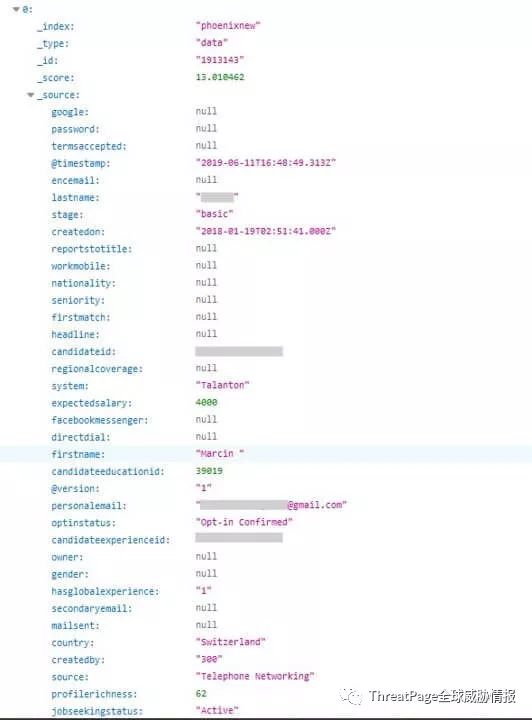 0:
_index: "phoenixnew"
_type: "data"
_id: "1913143"
_score: 13.010462
_source:
google: null
password: null
termsaccepted: null
@timestamp: "2019-06-11T16:48:49.313Z"
encemail: null
lastname: " "
stage: "basic"
createdon: "2018-01-19T02:51:41.000Z"
reportstotitle: null
workmobile: null
nationality: null
seniority: null
firstmatch: null
headline: null
candidateid:
regionalcoverage: null
system: "Talanton"
expectedsalary: 4000
facebookmessenger: null
directdial: null
firstname: "Marcin "
candidateeducationid: 39019
@version: "1"
personalemail: " @gmail.com"
optinstatus: "Opt-in Confirmed"
candidateexperienceid:
owner: null
gender: null
hasglobalexperience: "1"
secondaryemail: null
mailsent: null
country: "Switzerland"
createdby: "300"
source: "Telephone Networking"
profilerichness: 62
jobseekingstatus: "Active"
ThreatPage全球威胁情报